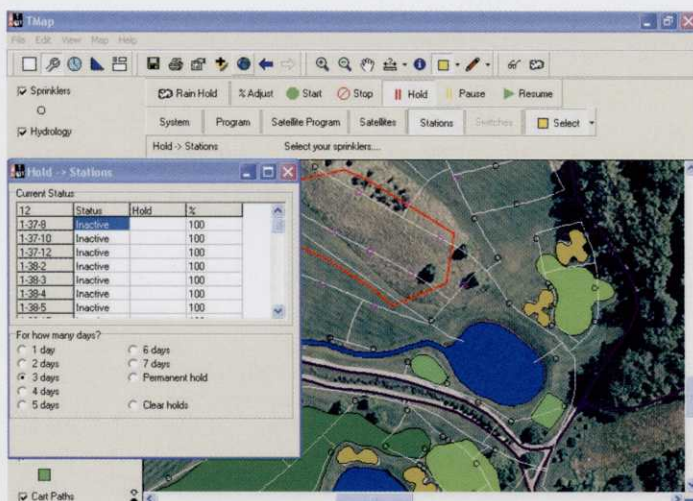 TMap
File Edit View Map Help
Sprinklers
Hydrology
Rain Hold % Adjust Start Stop Hold Pause Resume
System Program Satellite Program Satellites Stations Switches Select
Hold -> Stations Select your sprinklers....
Hold -> Stations
Current Status
12 Status Hold %
1-37-8 Inactive 100
1-37-10 Inactive 100
1-37-12 Inactive 100
1-38-2 Inactive 100
1-38-3 Inactive 100
1-38-4 Inactive 100
1-38-5 Inactive 100
For how many days?
1 day 6 days
2 days 7 days
3 days Permanent hold
4 days
5 days Clear holds
Cart Paths